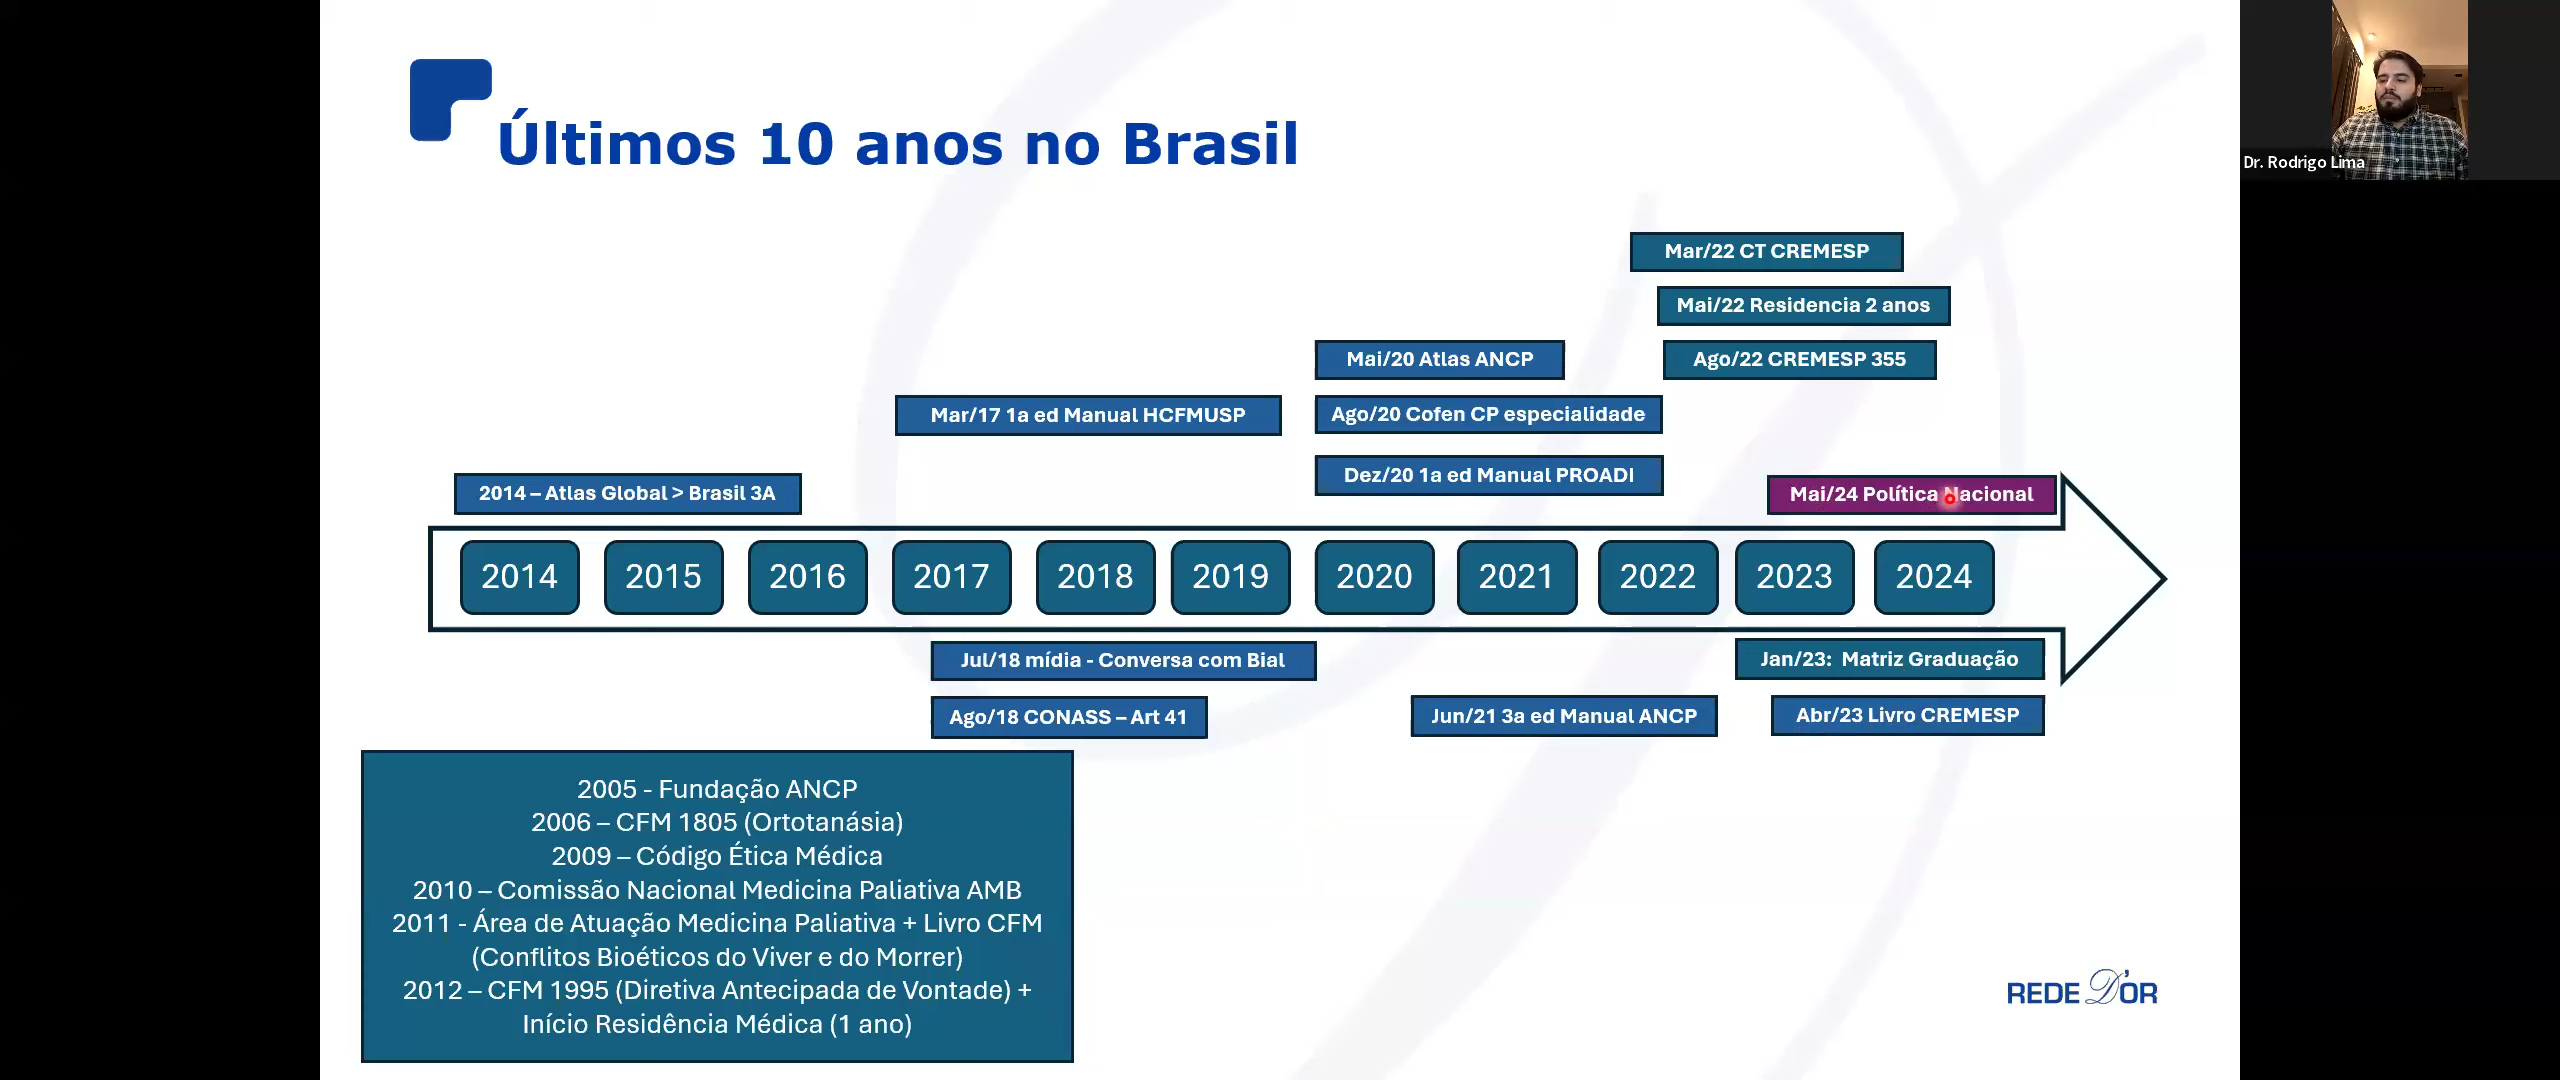 Últimos 10 anos no Brasil
Dr. Rodrigo Lima
Mar/22 CT CREMESP
Mai/22 Residencia 2 anos
Mai/20 Atlas ANCP
Ago/22 CREMESP 355
Mar/17 1a ed Manual HCFMUSP
Ago/20 Cofen CP especialidade
Dez/20 1a ed Manual PROADI
2014 – Atlas Global > Brasil 3A
Mai/24 Política Nacional
2014 2015 2016 2017 2018 2019 2020 2021 2022 2023 2024
Jul/18 mídia - Conversa com Bial
Jan/23: Matriz Graduação
Ago/18 CONASS – Art 41
Jun/21 3a ed Manual ANCP
Abr/23 Livro CREMESP
2005 - Fundação ANCP
2006 – CFM 1805 (Ortotanásia)
2009 – Código Ética Médica
2010 – Comissão Nacional Medicina Paliativa AMB
2011 - Área de Atuação Medicina Paliativa + Livro CFM
(Conflitos Bioéticos do Viver e do Morrer)
2012 – CFM 1995 (Diretiva Antecipada de Vontade) +
Início Residência Médica (1 ano)
REDE D'OR